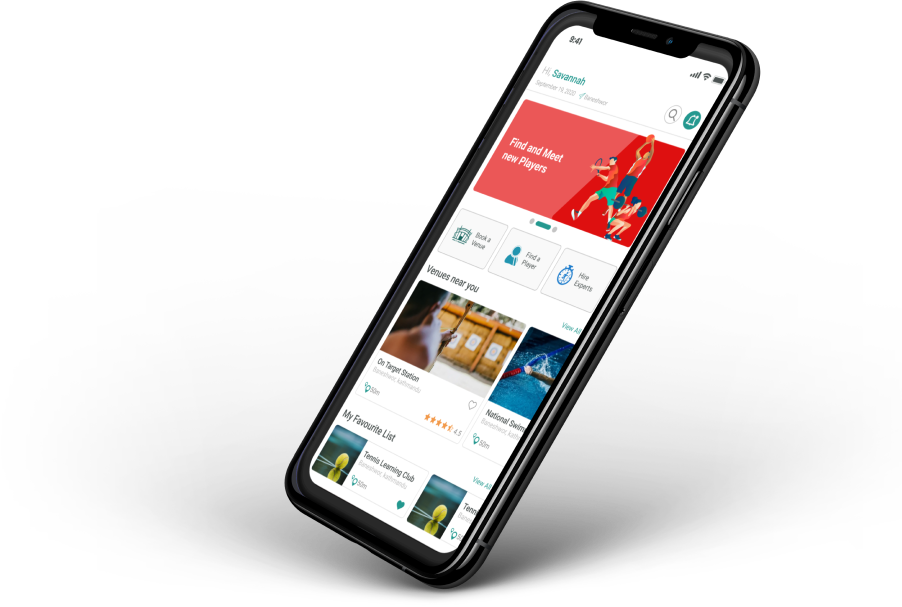 9:41
Hi, Savannah
September 19, 2020 Baneshwor
Find and Meet
new Players
Book a
Venue
Find a
Player
Hire
Experts
Venues near you
View All
On Target Station
Baneshwor, kathmandu
50m
4.5
National Swim
Baneshwor,
50m
My Favourite List
View All
Tennis Learning Club
Baneshwor, kathmandu
50m
Tenn